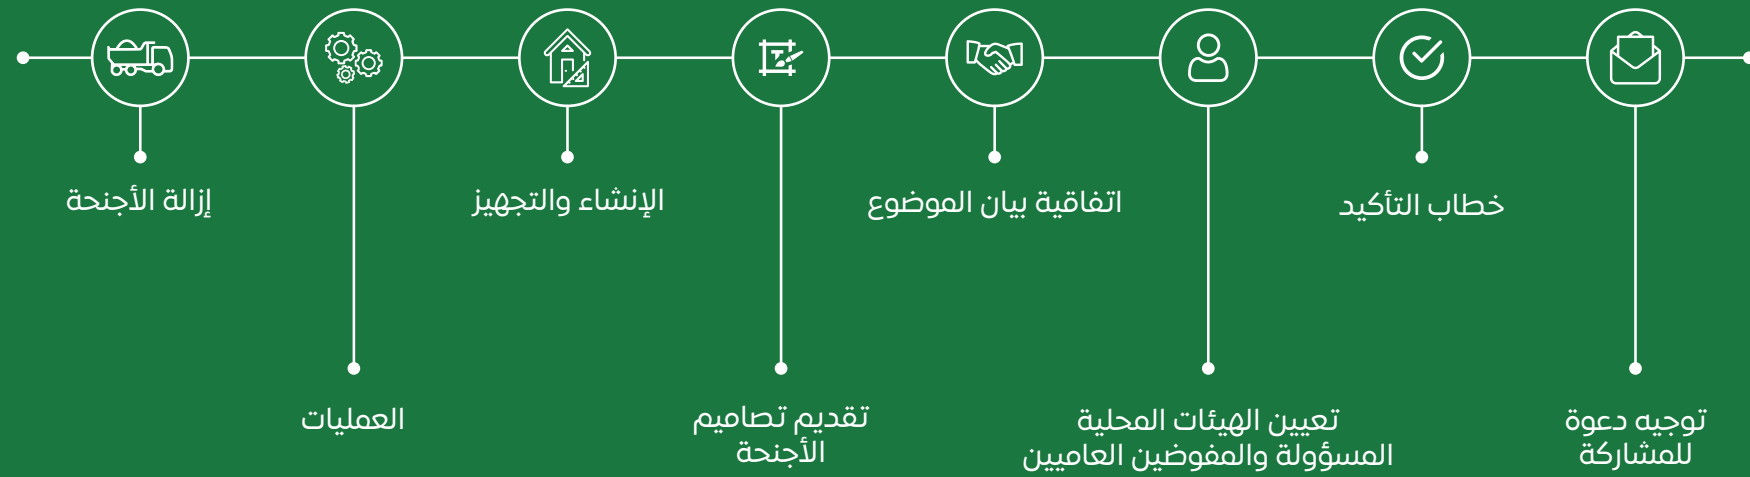 توجيه دعوة
للمشاركة
خطاب التأكيد
تعيين الهيئات المحلية
المسؤولة والمفوضين العاميين
اتفاقية بيان الموضوع
تقديم تصاميم
الأجنحة
الإنشاء والتجهيز
العمليات
إزالة الأجنحة